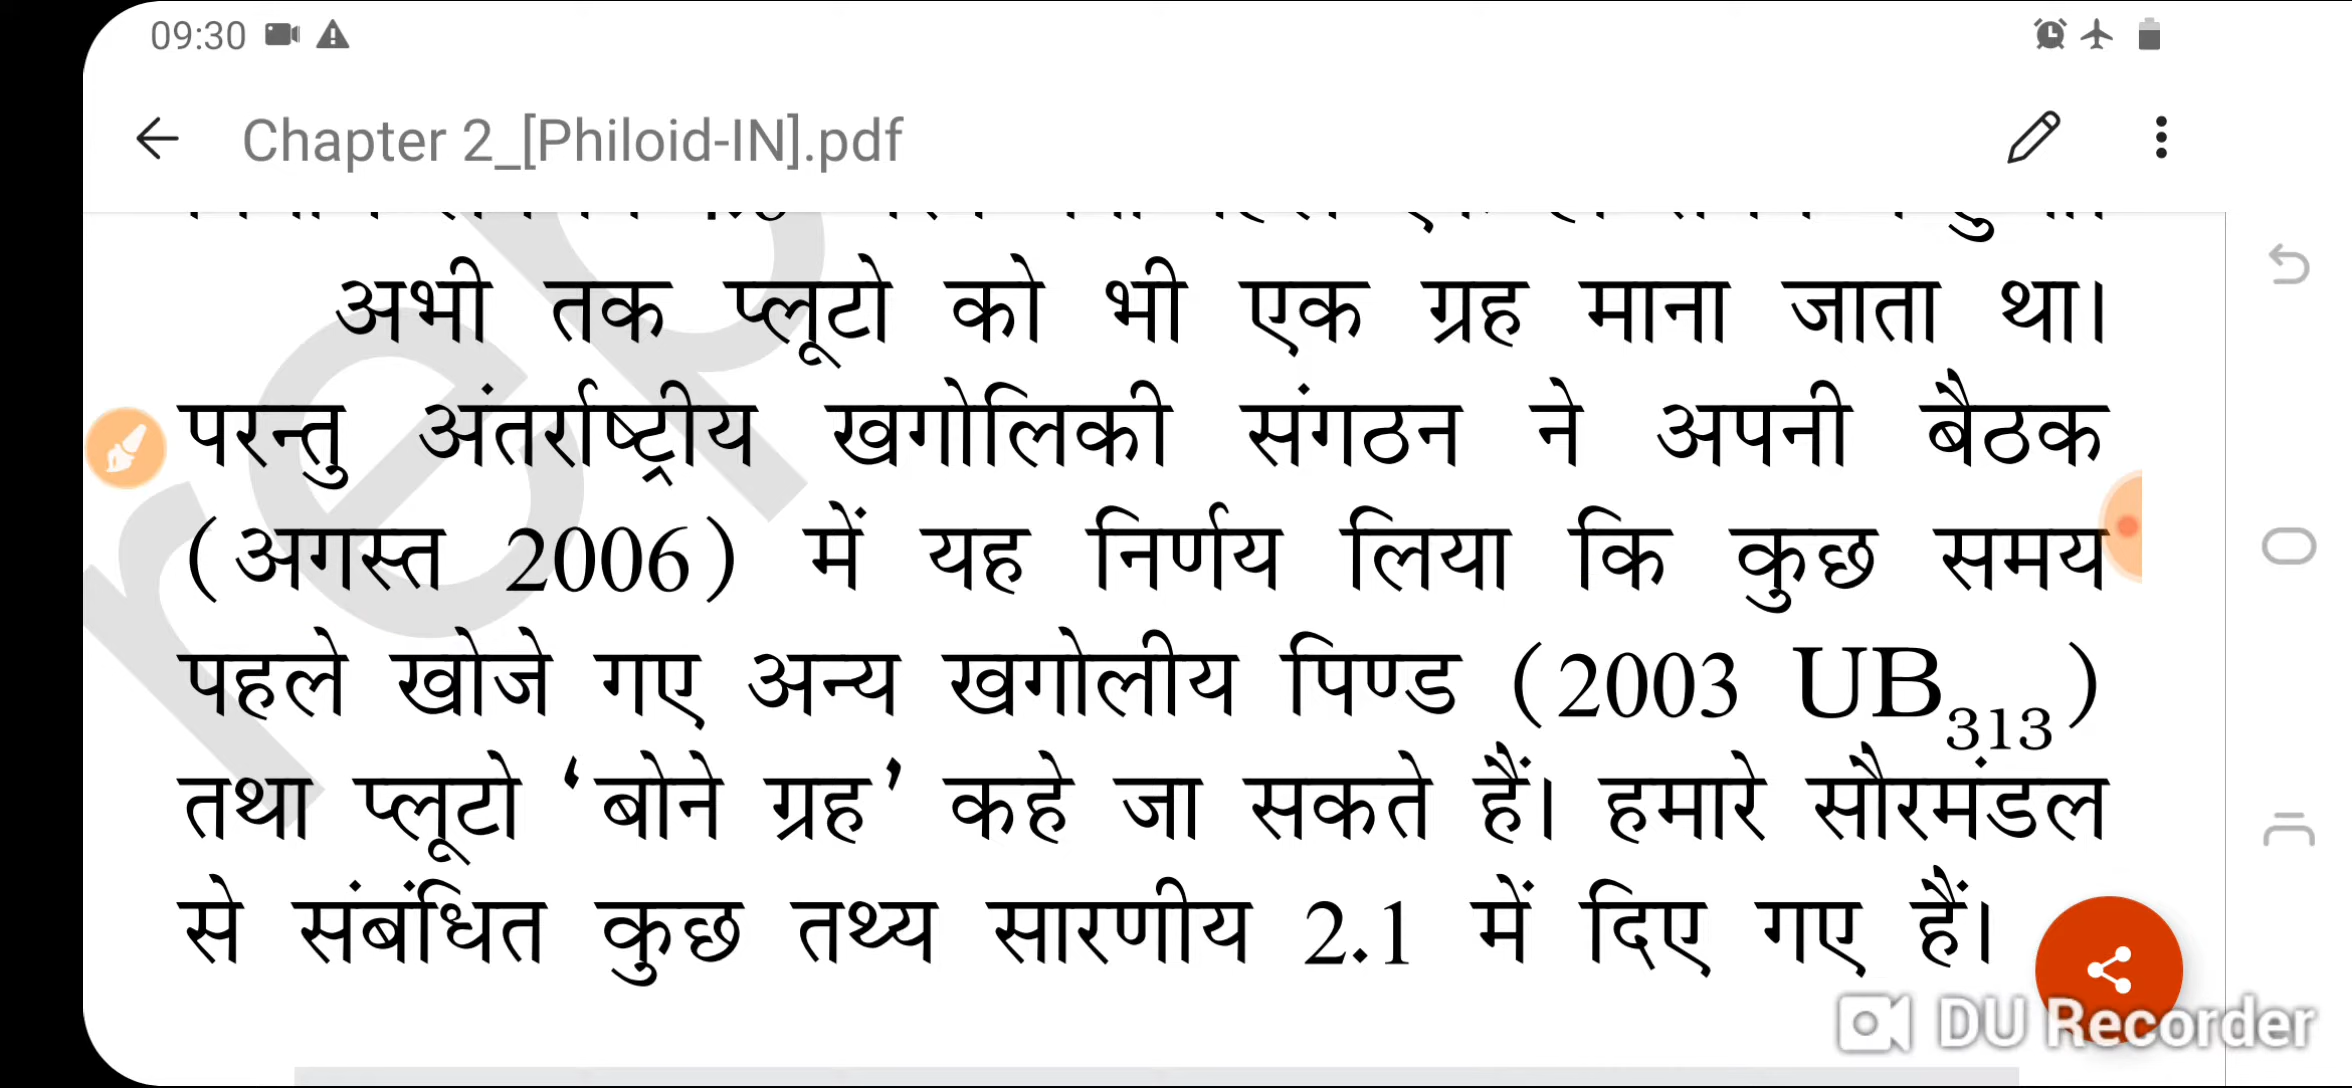 09:30
Chapter 2_[Philoid-IN].pdf
अभी तक प्लूटो को भी एक ग्रह माना जाता था।
परन्तु अंतर्राष्ट्रीय खगोलिकी संगठन ने अपनी बैठक
(अगस्त 2006) में यह निर्णय लिया कि कुछ समय
पहले खोजे गए अन्य खगोलीय पिण्ड (2003 UB₃₁₃)
तथा प्लूटो ‘बोने ग्रह’ कहे जा सकते हैं। हमारे सौरमंडल
से संबंधित कुछ तथ्य सारणीय 2.1 में दिए गए हैं।
DU Recorder